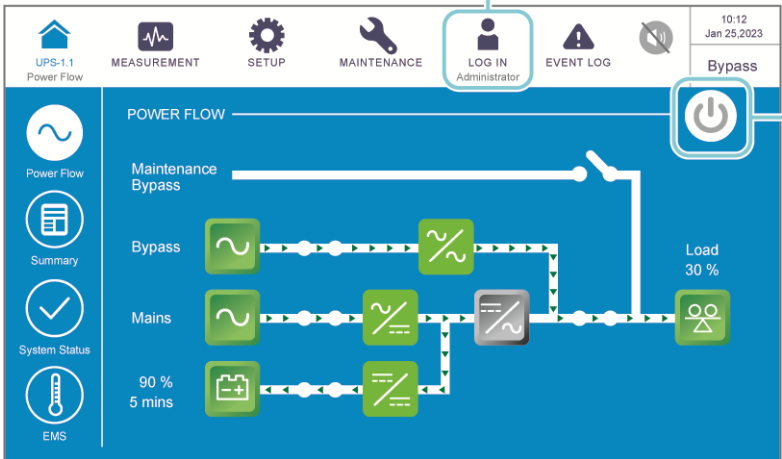 UPS-1.1
Power Flow
MEASUREMENT
SETUP
MAINTENANCE
LOG IN
Administrator
EVENT LOG
10:12
Jan 25,2023
Bypass
Power Flow
Summary
System Status
EMS
POWER FLOW
Maintenance
Bypass
Bypass
Mains
90 %
5 mins
Load
30 %